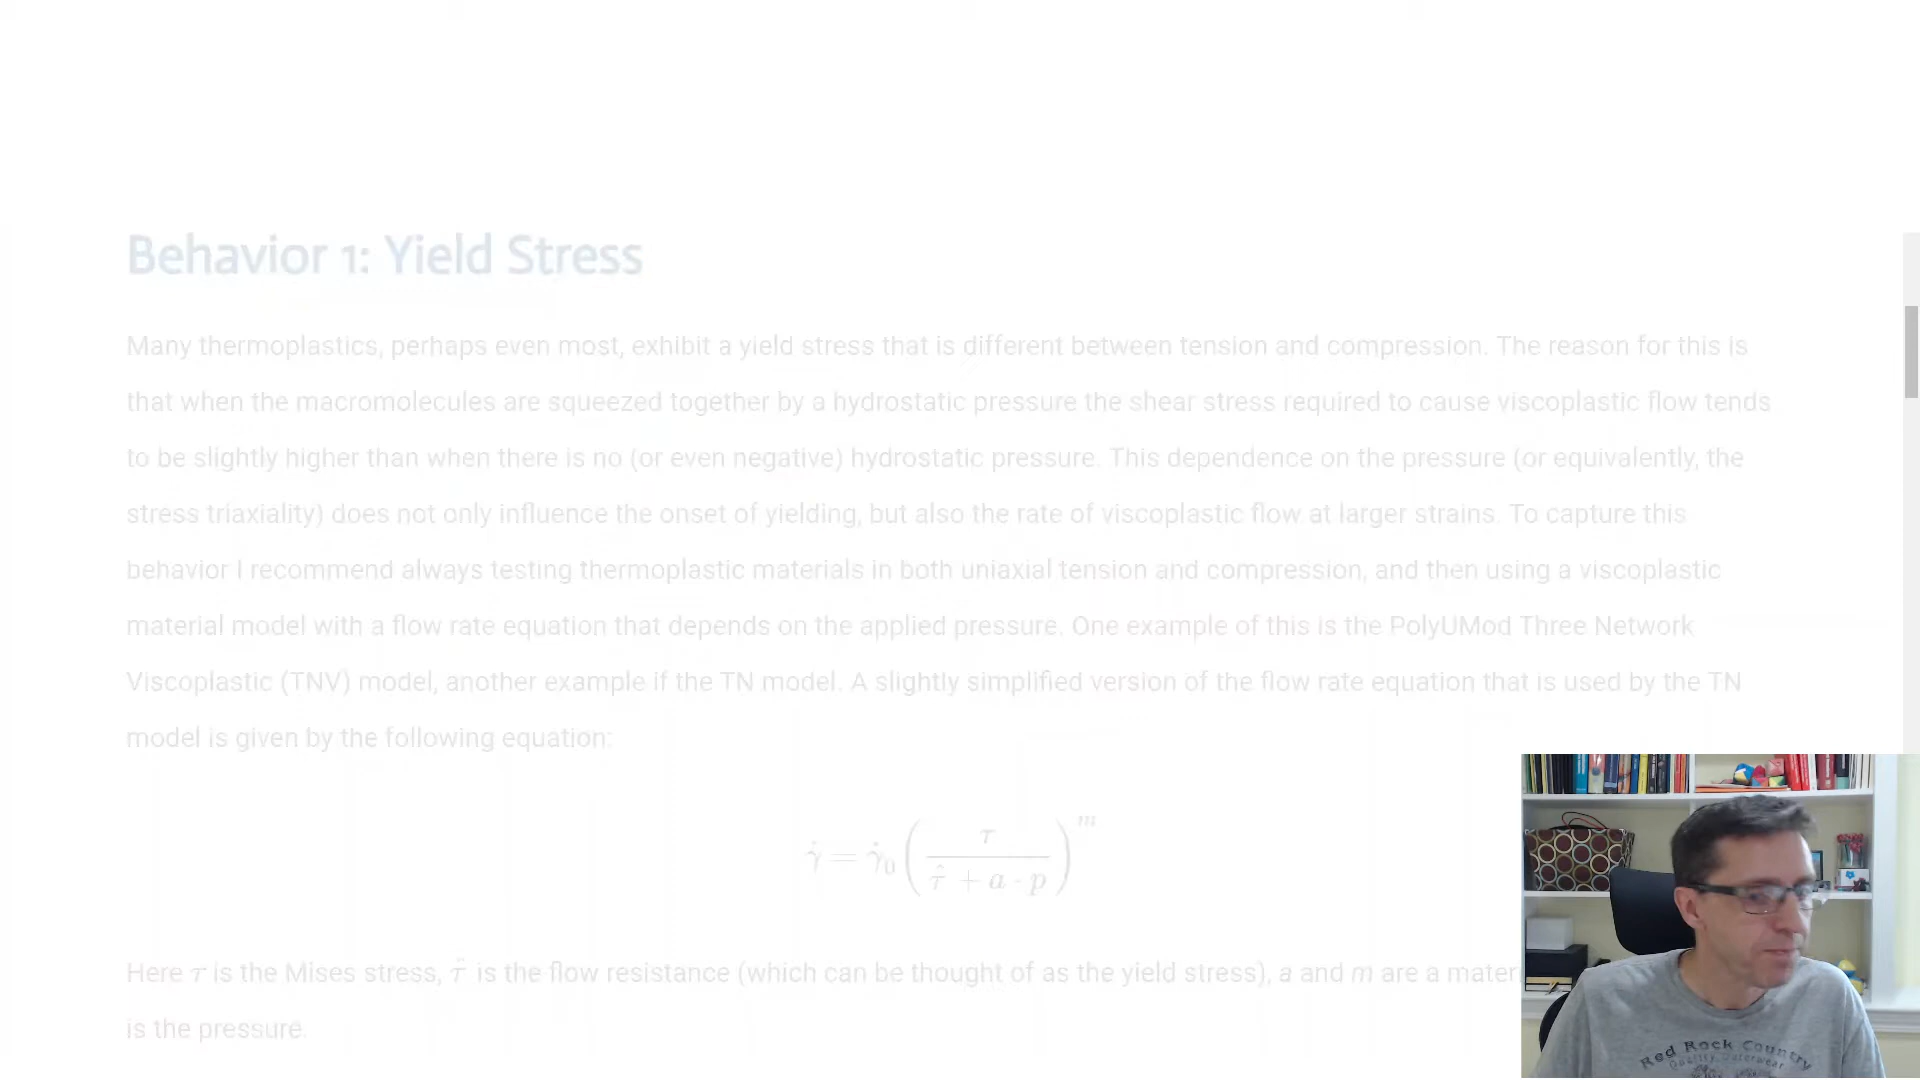 Behavior 1: Yield Stress
Many thermoplastics, perhaps even most, exhibit a yield stress that is different between tension and compression. The reason for this is
that when the macromolecules are squeezed together by a hydrostatic pressure the shear stress required to cause viscoplastic flow tends
to be slightly higher than when there is no (or even negative) hydrostatic pressure. This dependence on the pressure (or equivalently, the
stress triaxiality) does not only influence the onset of yielding, but also the rate of viscoplastic flow at larger strains. To capture this
behavior I recommend always testing thermoplastic materials in both uniaxial tension and compression, and then using a viscoplastic
material model with a flow rate equation that depends on the applied pressure. One example of this is the PolyUMod Three Network
Viscoplastic (TNV) model, another example if the TN model. A slightly simplified version of the flow rate equation that is used by the TN
model is given by the following equation:
γ̇ = γ̇₀ (τ / (τ̂ + a · p))^m
Here τ is the Mises stress, τ̂ is the flow resistance (which can be thought of as the yield stress), a and m are a materi
is the pressure.
Red Rock Country
Quality Outerwear